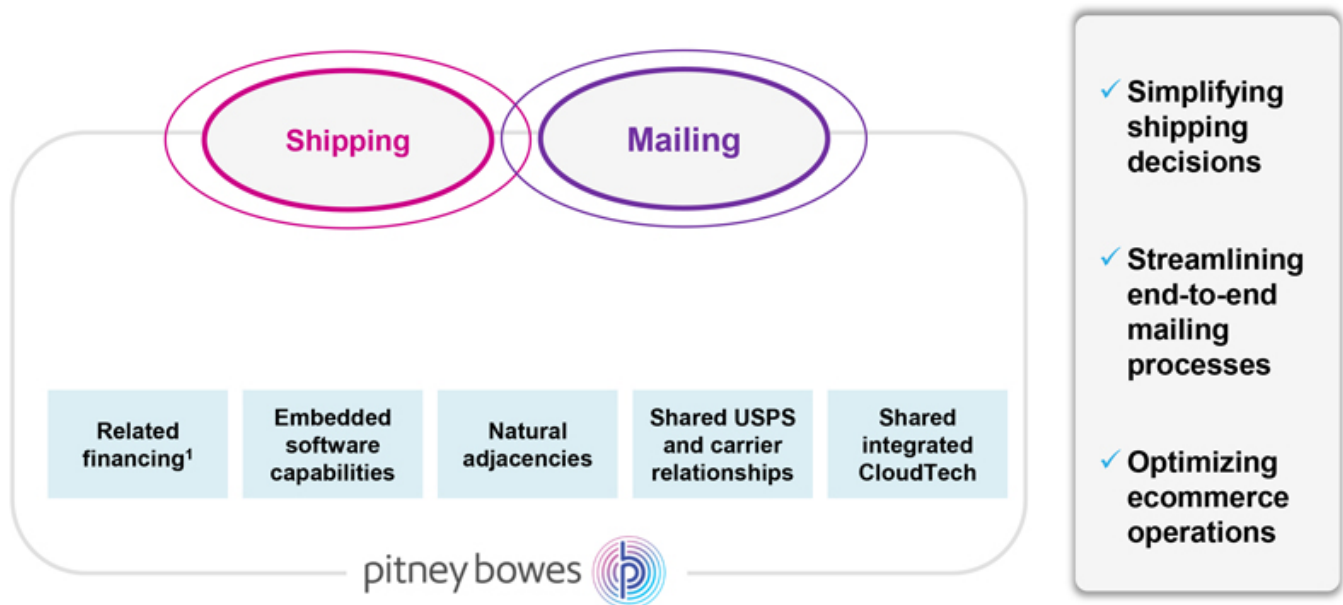 Shipping
Mailing
Related
financing¹
Embedded
software
capabilities
Natural
adjacencies
Shared USPS
and carrier
relationships
Shared
integrated
CloudTech
pitney bowes
✓ Simplifying
shipping
decisions
✓ Streamlining
end-to-end
mailing
processes
✓ Optimizing
ecommerce
operations